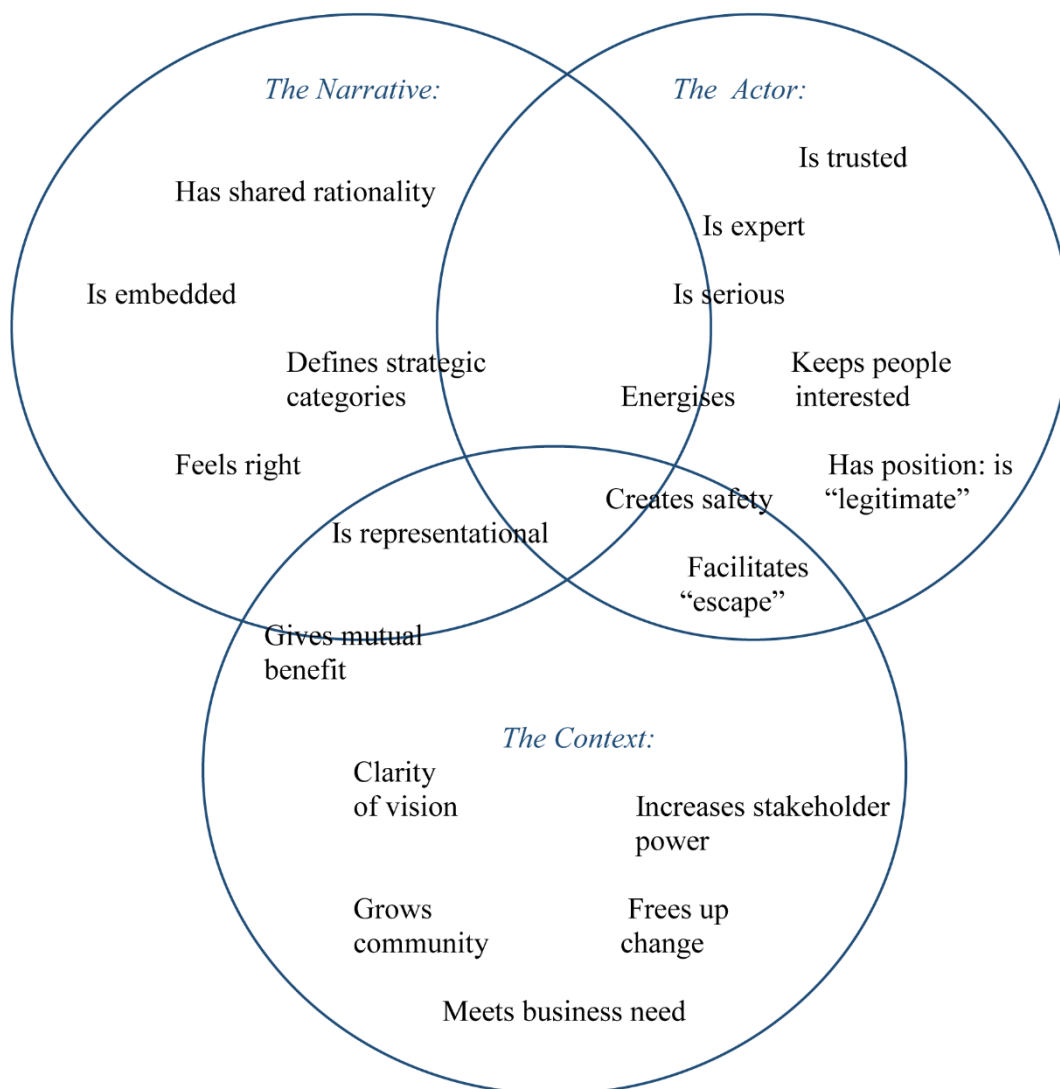 The Narrative:
The Actor:
Is trusted
Has shared rationality
Is expert
Is embedded
Is serious
Defines strategic
categories
Keeps people
interested
Energises
Feels right
Has position: is
“legitimate”
Creates safety
Is representational
Facilitates
“escape”
Gives mutual
benefit
The Context:
Clarity
of vision
Increases stakeholder
power
Grows
community
Frees up
change
Meets business need